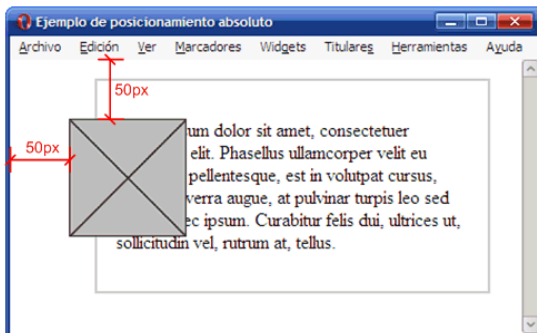 Ejemplo de posicionamiento absoluto
Archivo Edición Ver Marcadores Widgets Titulares Herramientas Ayuda
50px
50px
um dolor sit amet, consectetuer
elit. Phasellus ullamcorper velit eu
pellentesque, est in volutpat cursus,
verra augue, at pulvinar turpis leo sed
ec ipsum. Curabitur felis dui, ultrices ut,
sollicitudin vel, rutrum at, tellus.